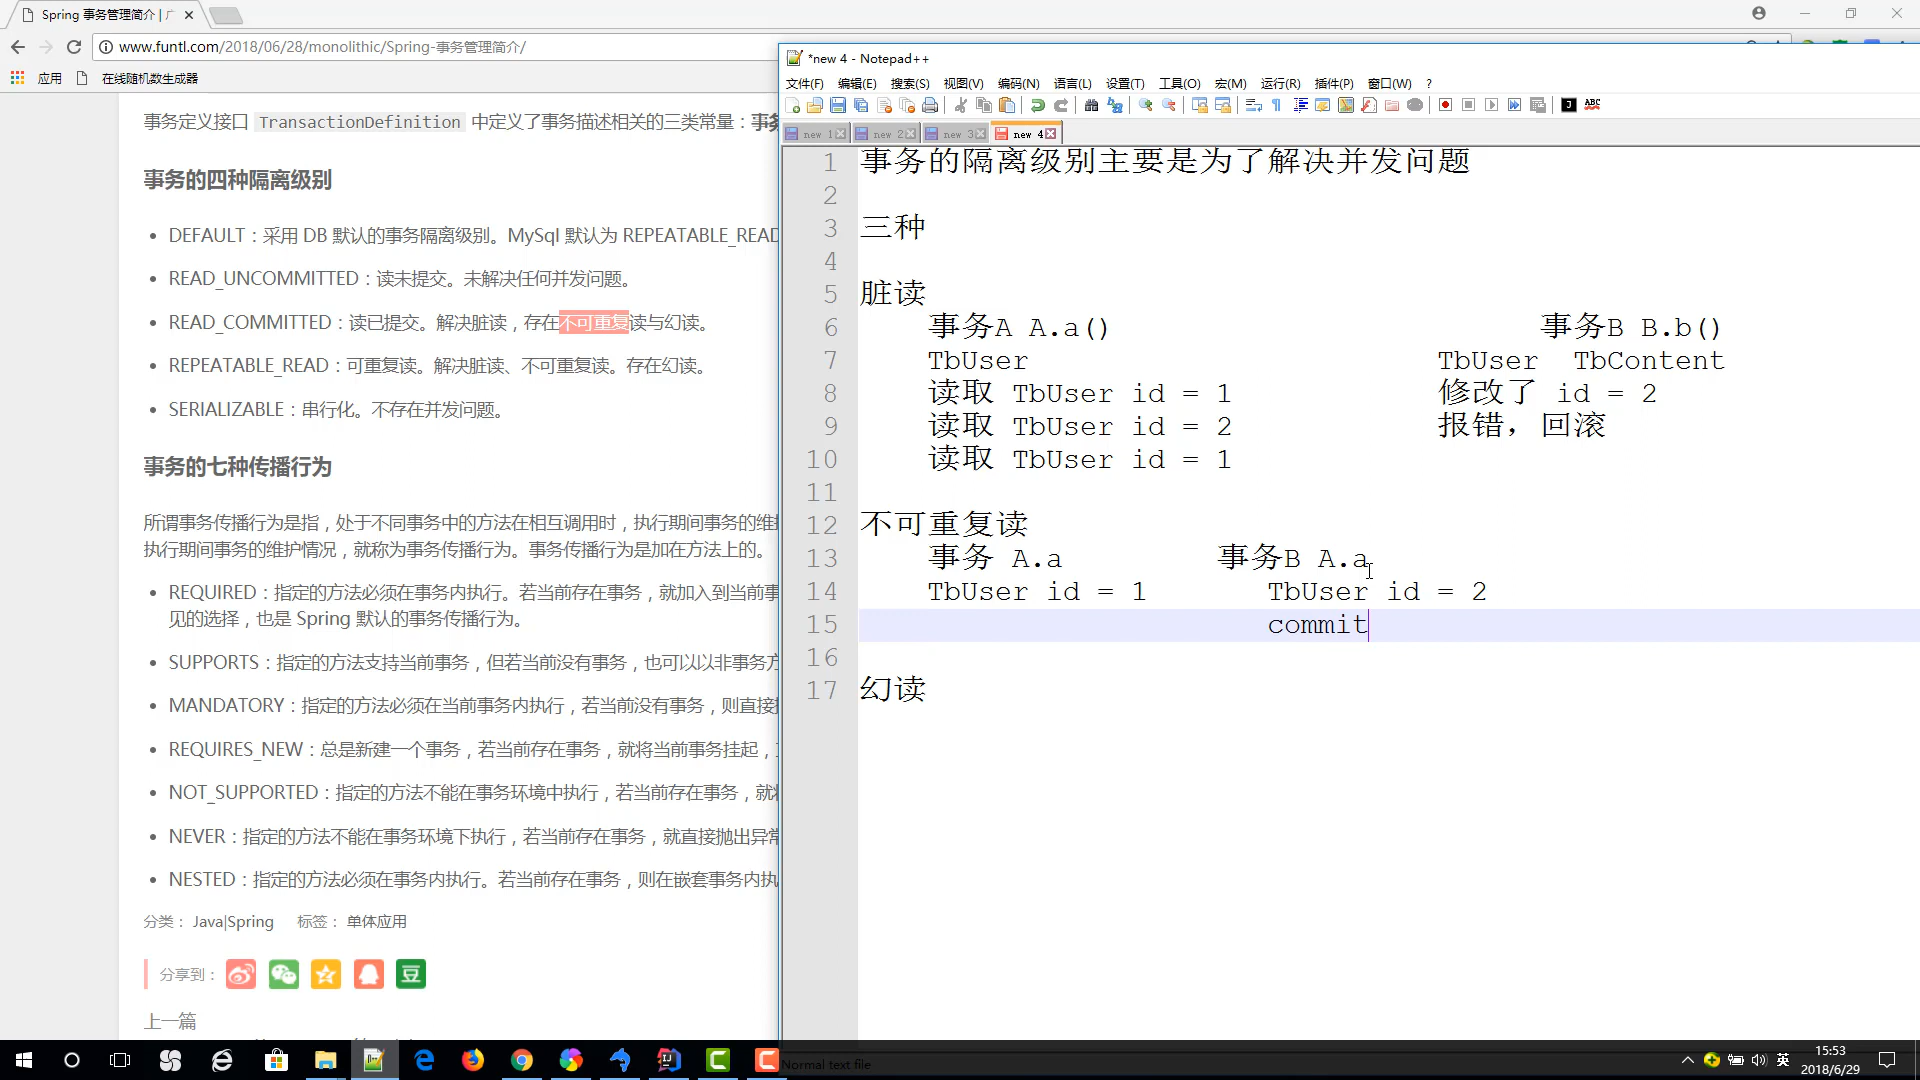 Spring 事务管理简介 |
www.funtl.com/2018/06/28/monolithic/Spring-事务管理简介/
应用 在线随机数生成器
事务定义接口 TransactionDefinition 中定义了事务描述相关的三类常量：事务
事务的四种隔离级别
DEFAULT：采用 DB 默认的事务隔离级别。MySql 默认为 REPEATABLE_READ
READ_UNCOMMITTED：读未提交。未解决任何并发问题。
READ_COMMITTED：读已提交。解决脏读，存在不可重复读与幻读。
REPEATABLE_READ：可重复读。解决脏读、不可重复读。存在幻读。
SERIALIZABLE：串行化。不存在并发问题。
事务的七种传播行为
所谓事务传播行为是指，处于不同事务中的方法在相互调用时，执行期间事务的维
执行期间事务的维护情况，就称为事务传播行为。事务传播行为是加在方法上的。
REQUIRED：指定的方法必须在事务内执行。若当前存在事务，就加入到当前事
见的选择，也是 Spring 默认的事务传播行为。
SUPPORTS：指定的方法支持当前事务，但若当前没有事务，也可以以非事务方
MANDATORY：指定的方法必须在当前事务内执行，若当前没有事务，则直接
REQUIRES_NEW：总是新建一个事务，若当前存在事务，就将当前事务挂起，
NOT_SUPPORTED：指定的方法不能在事务环境中执行，若当前存在事务，就
NEVER：指定的方法不能在事务环境下执行，若当前存在事务，就直接抛出异常
NESTED：指定的方法必须在事务内执行。若当前存在事务，则在嵌套事务内执
分类： Java|Spring 标签： 单体应用
分享到：
豆
上一篇
*new 4 - Notepad++
文件(F) 编辑(E) 搜索(S) 视图(V) 编码(N) 语言(L) 设置(T) 工具(O) 宏(M) 运行(R) 插件(P) 窗口(W) ?
ABC
new 1 new 2 new 3 new 4
1 事务的隔离级别主要是为了解决并发问题
2
3 三种
4
5 脏读
6 事务A A.a() 事务B B.b()
7 TbUser TbUser TbContent
8 读取 TbUser id = 1 修改了 id = 2
9 读取 TbUser id = 2 报错，回滚
10 读取 TbUser id = 1
11
12 不可重复读
13 事务 A.a 事务B A.a
14 TbUser id = 1 TbUser id = 2
15 commit
16
17 幻读
Normal text file
英
15:53
2018/6/29